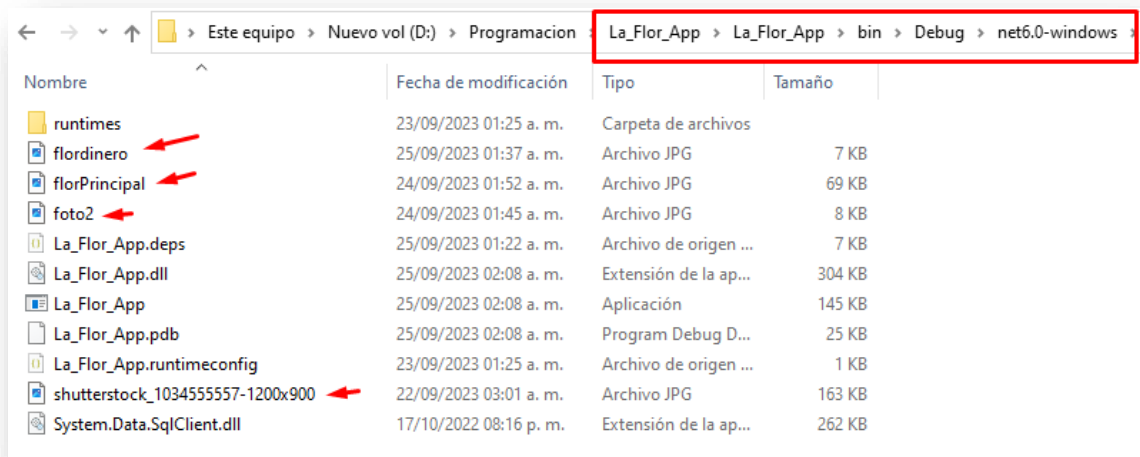 Este equipo > Nuevo vol (D:) > Programacion > La_Flor_App > La_Flor_App > bin > Debug > net6.0-windows >
Nombre Fecha de modificación Tipo Tamaño
runtimes 23/09/2023 01:25 a. m. Carpeta de archivos
flordinero 25/09/2023 01:37 a. m. Archivo JPG 7 KB
florPrincipal 24/09/2023 01:52 a. m. Archivo JPG 69 KB
foto2 24/09/2023 01:45 a. m. Archivo JPG 8 KB
La_Flor_App.deps 25/09/2023 01:22 a. m. Archivo de origen ... 7 KB
La_Flor_App.dll 25/09/2023 02:08 a. m. Extensión de la ap... 304 KB
La_Flor_App 25/09/2023 02:08 a. m. Aplicación 145 KB
La_Flor_App.pdb 25/09/2023 02:08 a. m. Program Debug D... 25 KB
La_Flor_App.runtimeconfig 23/09/2023 01:25 a. m. Archivo de origen ... 1 KB
shutterstock_1034555557-1200x900 22/09/2023 03:01 a. m. Archivo JPG 163 KB
System.Data.SqlClient.dll 17/10/2022 08:16 p. m. Extensión de la ap... 262 KB